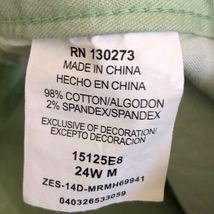 RN 130273
MADE IN CHINA
HECHO EN CHINA
98% COTTON/ALGODON
2% SPANDEX/SPANDEX
EXCLUSIVE OF DECORATION/
EXCEPTO DECORACION
15125E8
24W M
ZES-14D-MRMH69941
040326533059